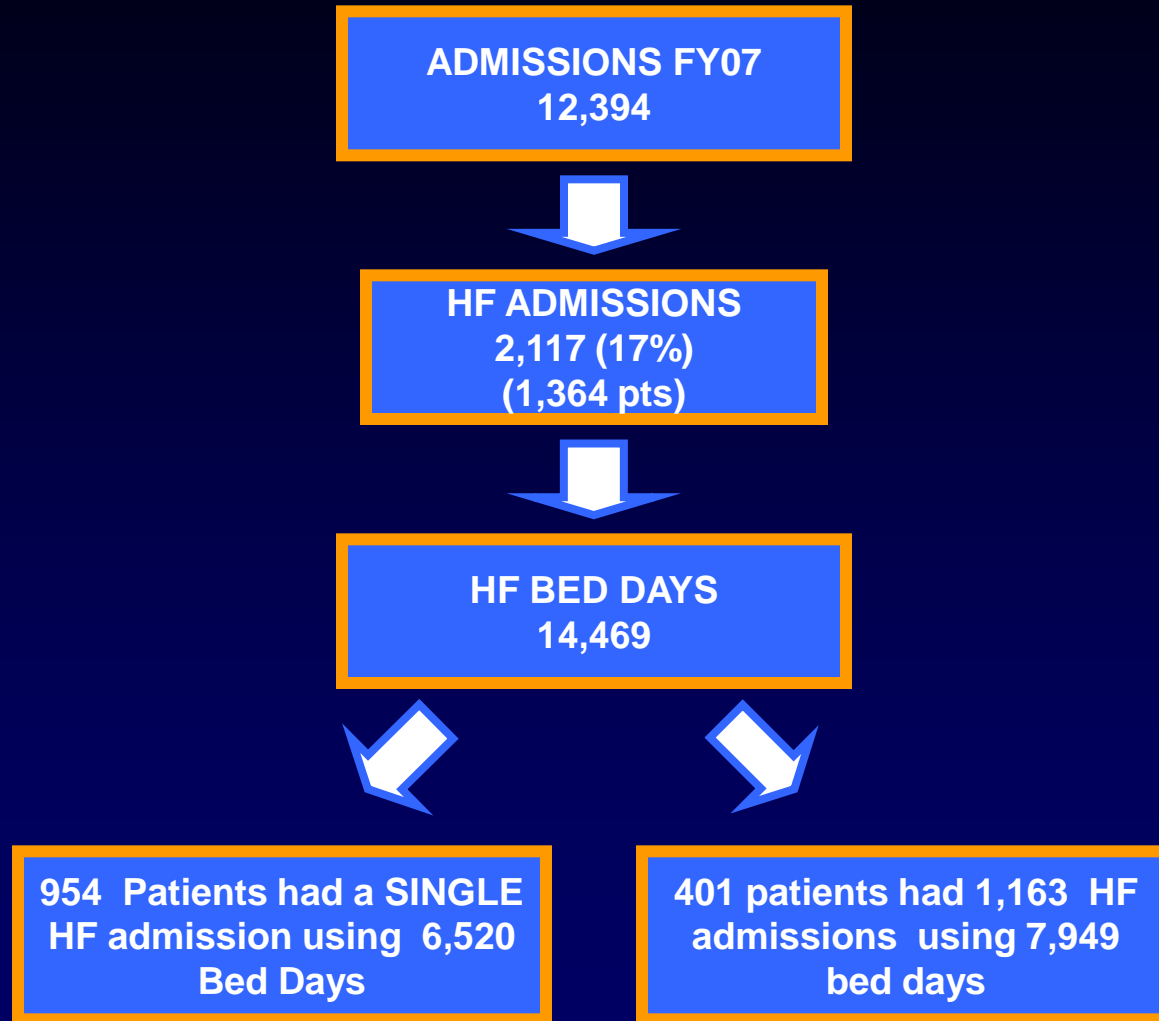 ADMISSIONS FY07
12,394
HF ADMISSIONS
2,117 (17%)
(1,364 pts)
HF BED DAYS
14,469
954 Patients had a SINGLE
HF admission using 6,520
Bed Days
401 patients had 1,163 HF
admissions using 7,949
bed days